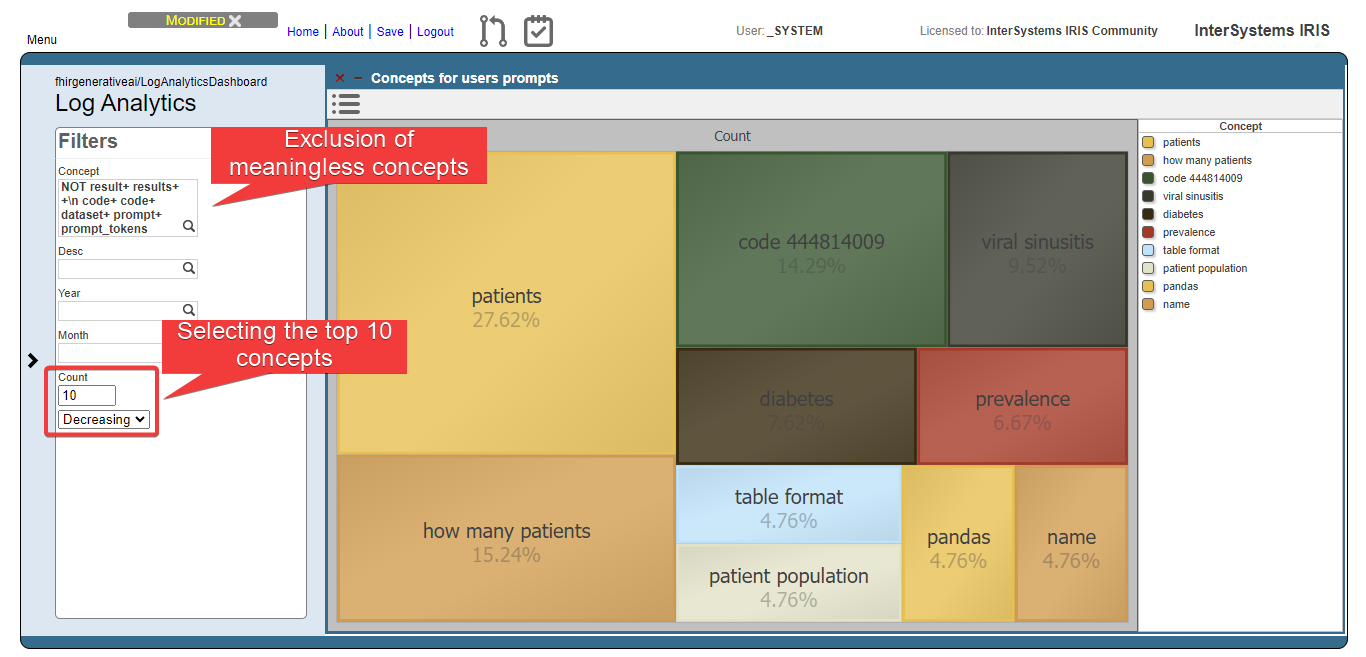 MODIFIED
Menu
Home | About | Save | Logout
User: _SYSTEM
Licensed to: InterSystems IRIS Community
InterSystems IRIS
fhirgenerativeai/LogAnalyticsDashboard
Log Analytics
Filters
Concept
NOT result+ results+
+\n code+ code+
dataset+ prompt+
prompt_tokens
Desc
Year
Month
Count
10
Decreasing
Exclusion of
meaningless concepts
Selecting the top 10
concepts
Concepts for users prompts
Count
patients
27.62%
how many patients
15.24%
code 444814009
14.29%
viral sinusitis
9.52%
diabetes
7.62%
prevalence
6.67%
table format
4.76%
patient population
4.76%
pandas
4.76%
name
4.76%
Concept
patients
how many patients
code 444814009
viral sinusitis
diabetes
prevalence
table format
patient population
pandas
name